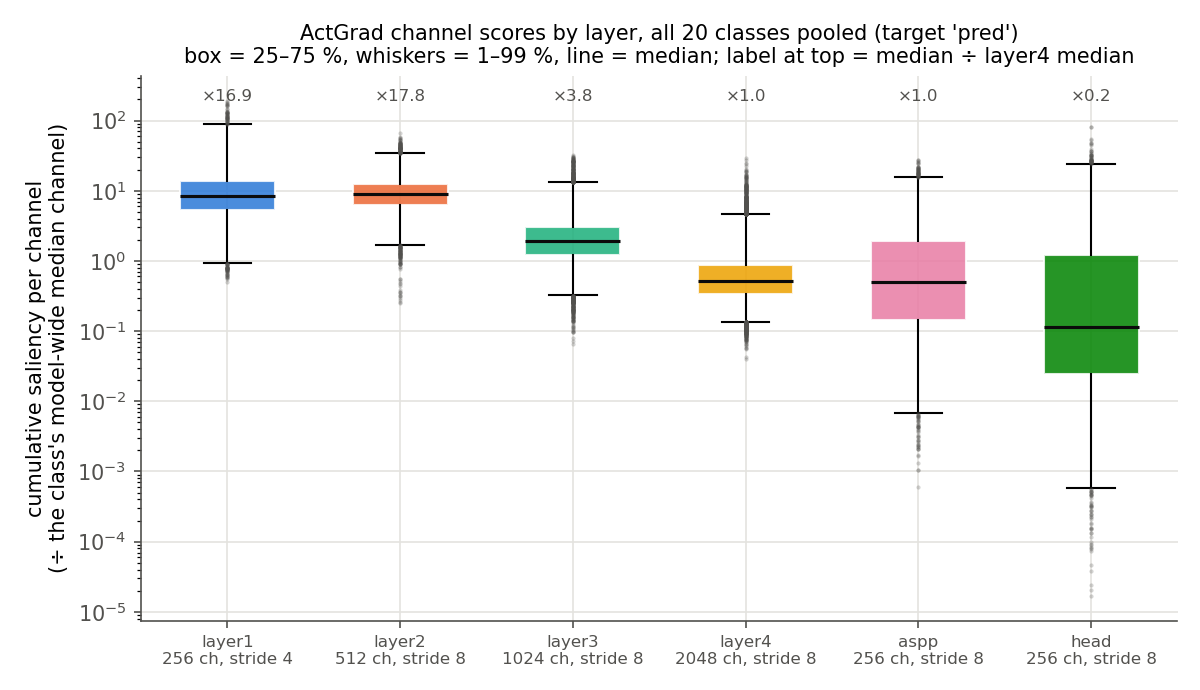 ActGrad channel scores by layer, all 20 classes pooled (target 'pred')
box = 25–75 %, whiskers = 1–99 %, line = median; label at top = median ÷ layer4 median
×16.9 ×17.8 ×3.8 ×1.0 ×1.0 ×0.2
cumulative saliency per channel
(÷ the class's model-wide median channel)
10²
10¹
10⁰
10⁻¹
10⁻²
10⁻³
10⁻⁴
10⁻⁵
layer1 layer2 layer3 layer4 aspp head
256 ch, stride 4 512 ch, stride 8 1024 ch, stride 8 2048 ch, stride 8 256 ch, stride 8 256 ch, stride 8